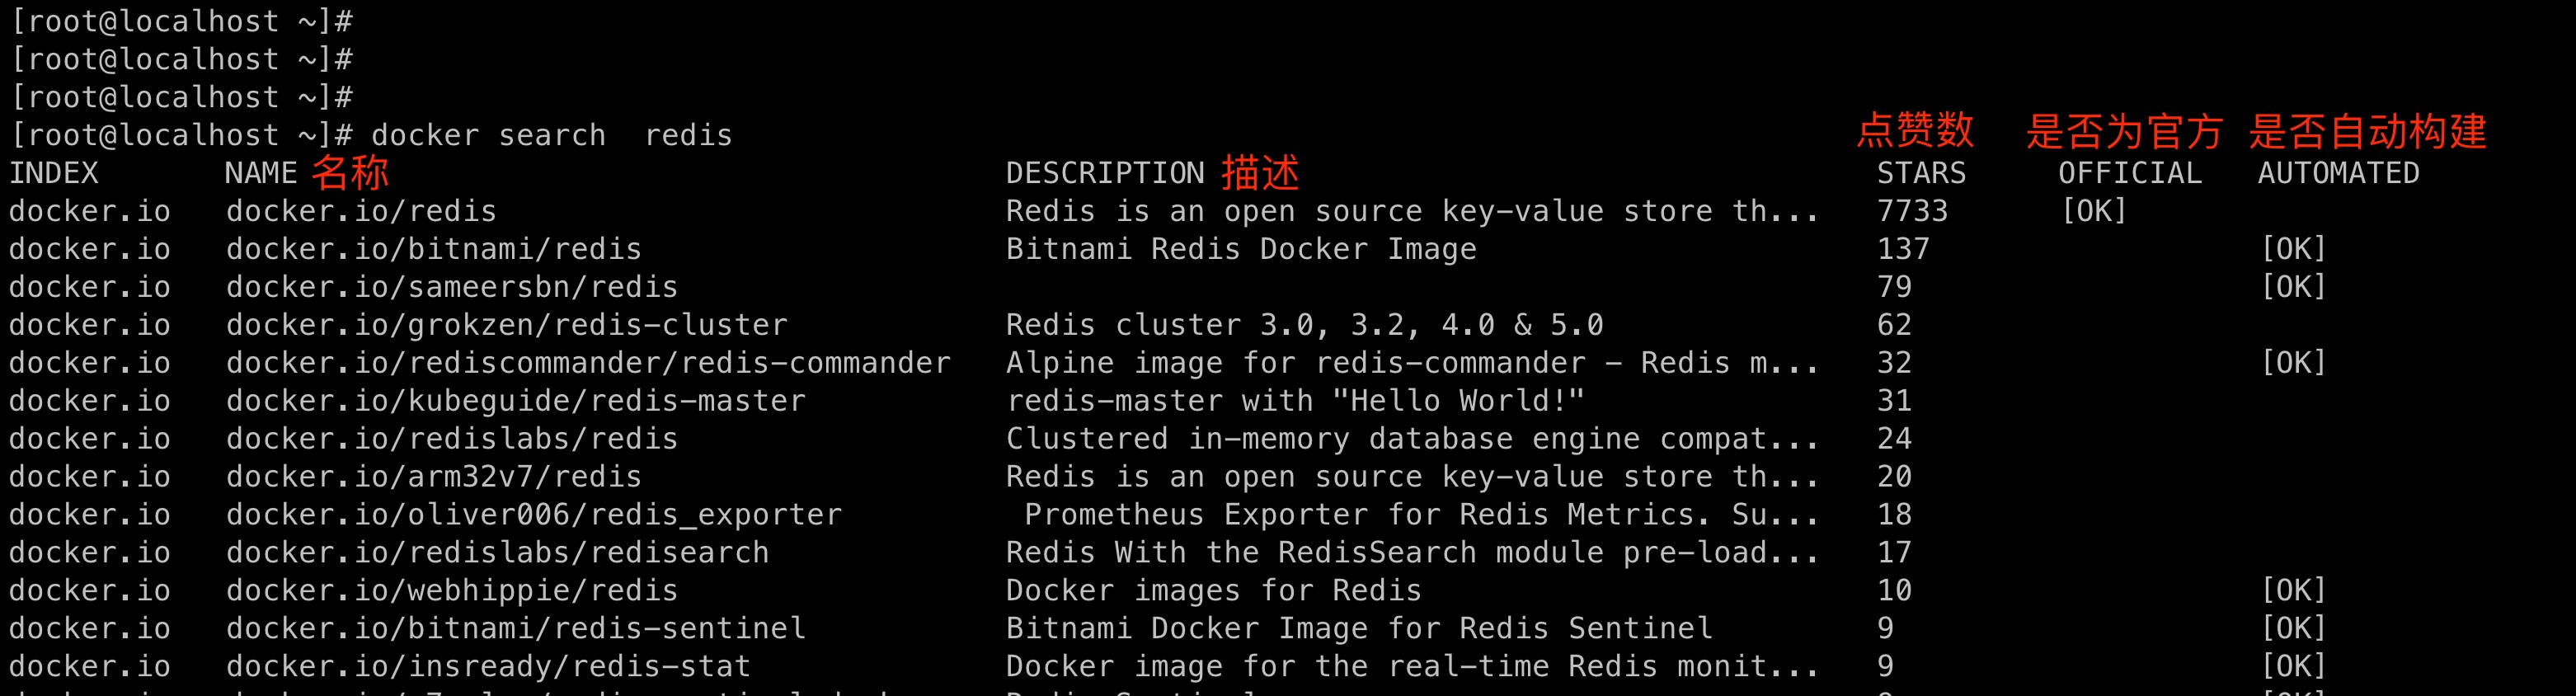 [root@localhost ~]#
[root@localhost ~]#
[root@localhost ~]#
[root@localhost ~]# docker search  redis 点赞数 是否为官方 是否自动构建
INDEX NAME 名称 DESCRIPTION 描述 STARS OFFICIAL AUTOMATED
docker.io docker.io/redis Redis is an open source key-value store th... 7733 [OK]
docker.io docker.io/bitnami/redis Bitnami Redis Docker Image 137 [OK]
docker.io docker.io/sameersbn/redis 79 [OK]
docker.io docker.io/grokzen/redis-cluster Redis cluster 3.0, 3.2, 4.0 & 5.0 62
docker.io docker.io/rediscommander/redis-commander Alpine image for redis-commander - Redis m... 32 [OK]
docker.io docker.io/kubeguide/redis-master redis-master with "Hello World!" 31
docker.io docker.io/redislabs/redis Clustered in-memory database engine compat... 24
docker.io docker.io/arm32v7/redis Redis is an open source key-value store th... 20
docker.io docker.io/oliver006/redis_exporter Prometheus Exporter for Redis Metrics. Su... 18
docker.io docker.io/redislabs/redisearch Redis With the RedisSearch module pre-load... 17
docker.io docker.io/webhippie/redis Docker images for Redis 10 [OK]
docker.io docker.io/bitnami/redis-sentinel Bitnami Docker Image for Redis Sentinel 9 [OK]
docker.io docker.io/insready/redis-stat Docker image for the real-time Redis monit... 9 [OK]